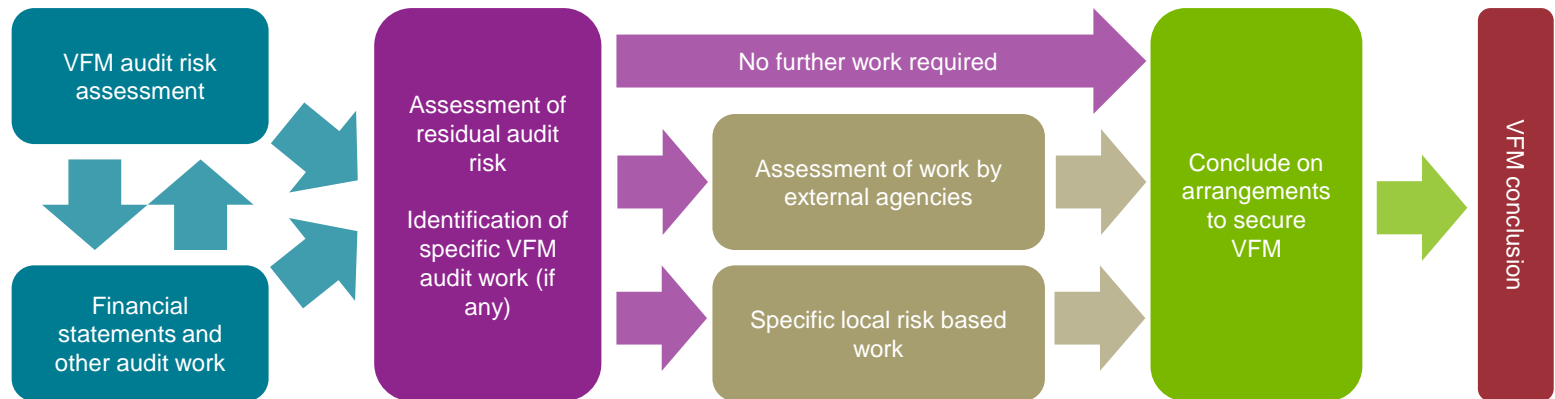 VFM audit risk
assessment
Financial
statements and
other audit work
Assessment of
residual audit
risk
Identification of
specific VFM
audit work (if
any)
No further work required
Assessment of work by
external agencies
Specific local risk based
work
Conclude on
arrangements
to secure
VFM
VFM conclusion